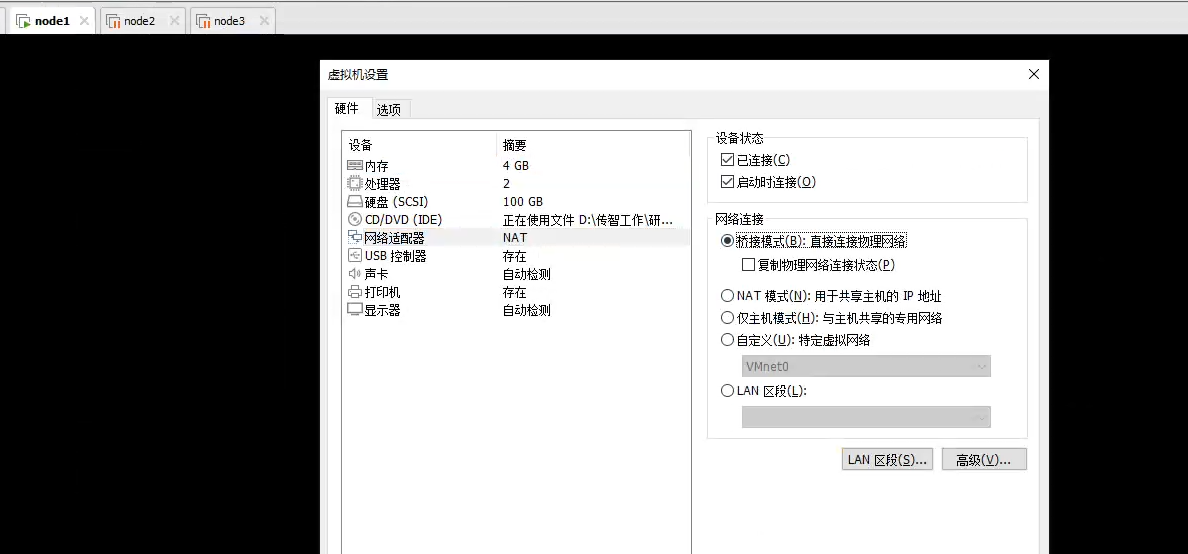 node1 node2 node3
虚拟机设置
硬件 选项
设备 摘要
内存 4 GB
处理器 2
硬盘 (SCSI) 100 GB
CD/DVD (IDE) 正在使用文件 D:\传智工作\研...
网络适配器 NAT
USB 控制器 存在
声卡 自动检测
打印机 存在
显示器 自动检测
设备状态
已连接(C)
启动时连接(O)
网络连接
桥接模式(B): 直接连接物理网络
复制物理网络连接状态(P)
NAT 模式(N): 用于共享主机的 IP 地址
仅主机模式(H): 与主机共享的专用网络
自定义(U): 特定虚拟网络
VMnet0
LAN 区段(L):
LAN 区段(S)... 高级(V)...